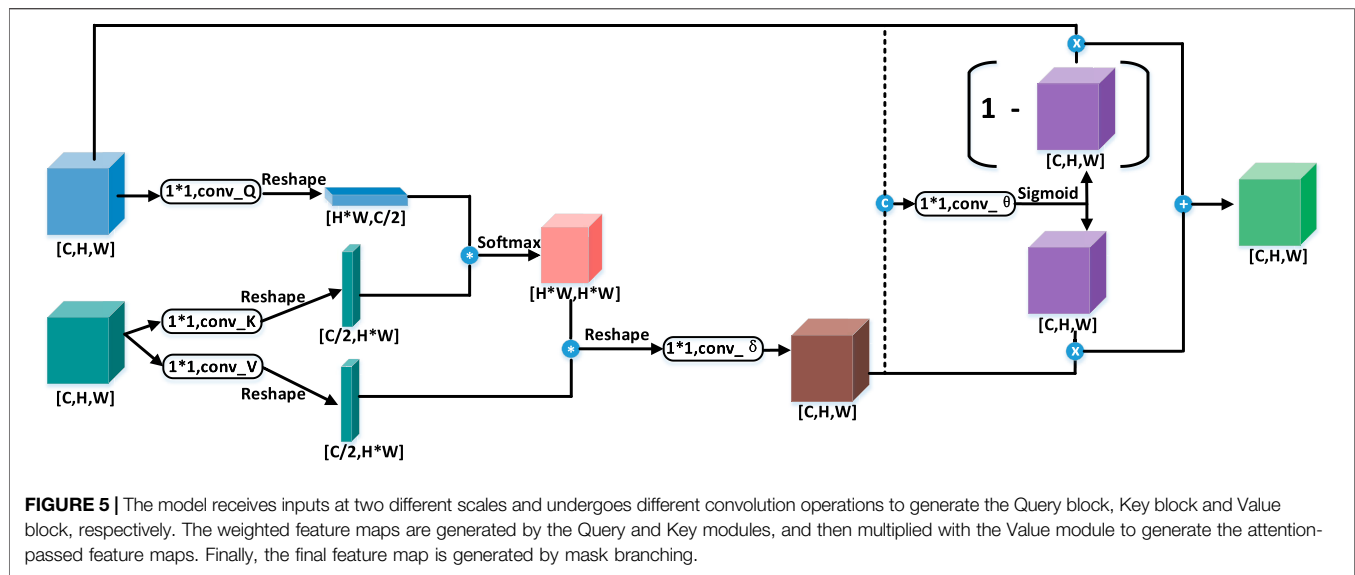 X
1 -
[C,H,W]
1*1,conv_Q
Reshape
[H*W,C/2]
[C,H,W]
C
1*1,conv_ θ
Sigmoid
+
[C,H,W]
*
Softmax
[H*W,H*W]
Reshape
1*1,conv_K
[C/2,H*W]
[C,H,W]
1*1,conv_V
Reshape
[C/2,H*W]
*
Reshape
1*1,conv_ δ
[C,H,W]
[C,H,W]
X
FIGURE 5 | The model receives inputs at two different scales and undergoes different convolution operations to generate the Query block, Key block and Value
block, respectively. The weighted feature maps are generated by the Query and Key modules, and then multiplied with the Value module to generate the attention-
passed feature maps. Finally, the final feature map is generated by mask branching.